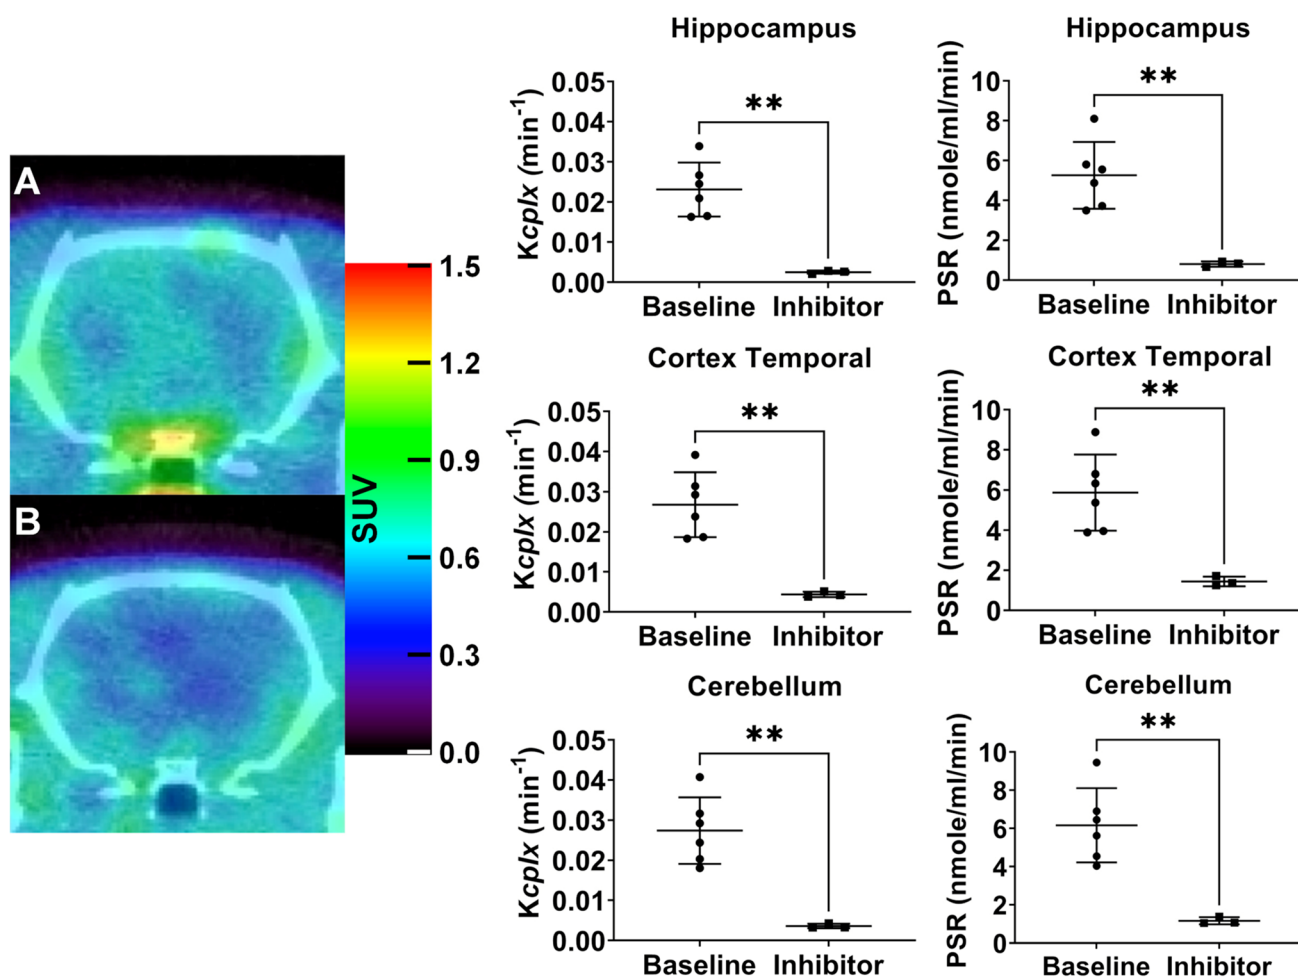 A
B
1.5
1.2
0.9
0.6
0.3
0.0
SUV
Hippocampus
Kcplx (min-1)
0.05
0.04
0.03
0.02
0.01
0.00
**
Baseline Inhibitor
Hippocampus
PSR (nmole/ml/min)
10
8
6
4
2
0
**
Baseline Inhibitor
Cortex Temporal
Kcplx (min-1)
0.05
0.04
0.03
0.02
0.01
0.00
**
Baseline Inhibitor
Cortex Temporal
PSR (nmole/ml/min)
10
8
6
4
2
0
**
Baseline Inhibitor
Cerebellum
Kcplx (min-1)
0.05
0.04
0.03
0.02
0.01
0.00
**
Baseline Inhibitor
Cerebellum
PSR (nmole/ml/min)
10
8
6
4
2
0
**
Baseline Inhibitor